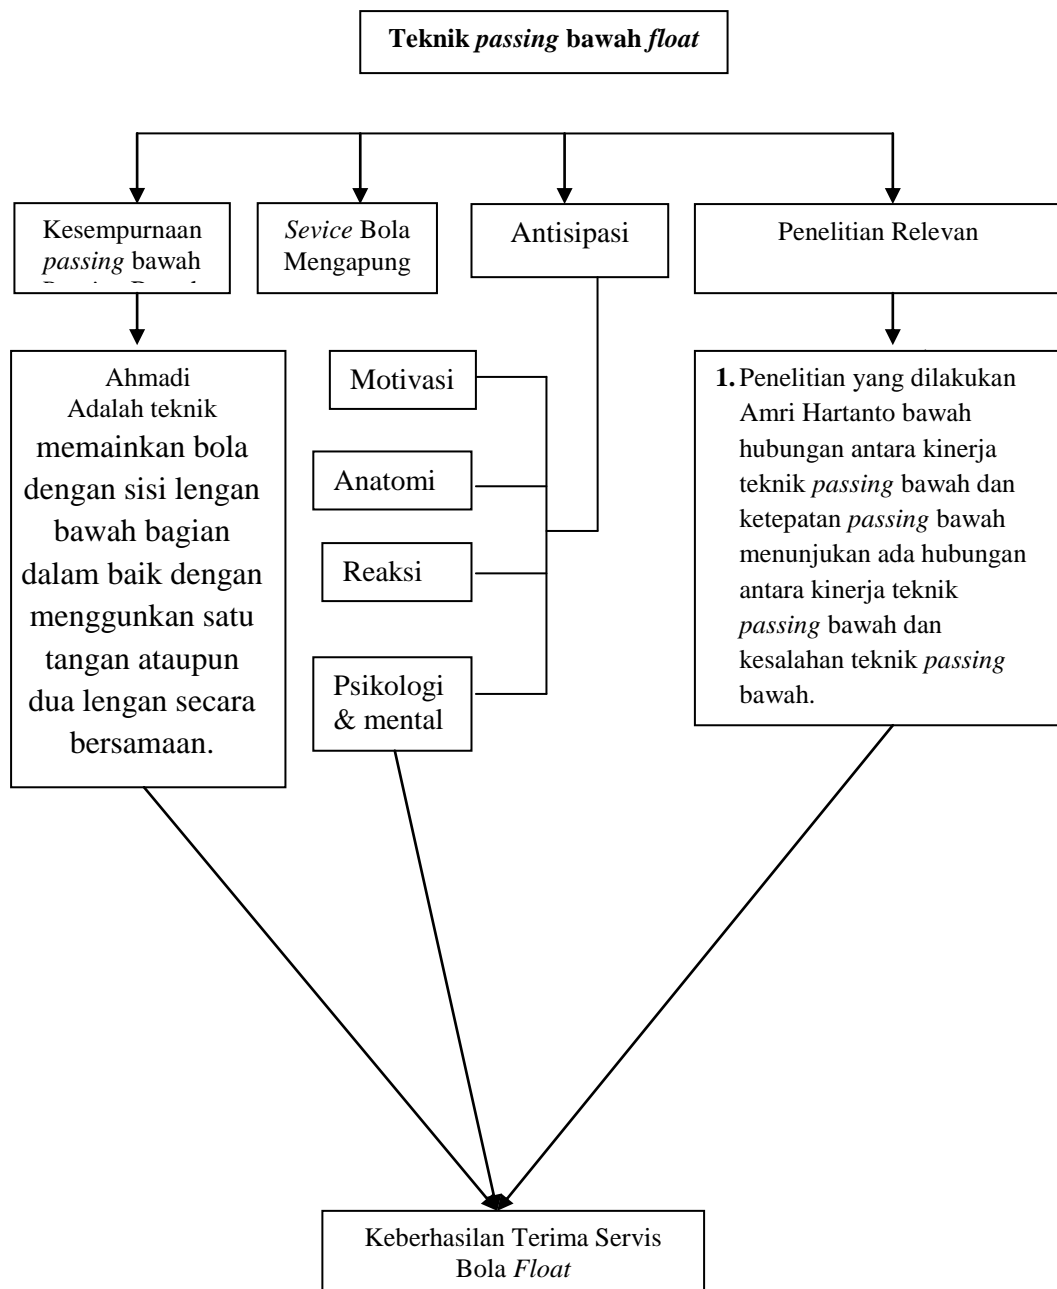 Teknik passing bawah float
Kesempurnaan
passing bawah
Sevice Bola
Mengapung
Antisipasi
Penelitian Relevan
Ahmadi
Adalah teknik
memainkan bola
dengan sisi lengan
bawah bagian
dalam baik dengan
menggunkan satu
tangan ataupun
dua lengan secara
bersamaan.
Motivasi
Anatomi
Reaksi
Psikologi
& mental
1. Penelitian yang dilakukan
Amri Hartanto bawah
hubungan antara kinerja
teknik passing bawah dan
ketepatan passing bawah
menunjukan ada hubungan
antara kinerja teknik
passing bawah dan
kesalahan teknik passing
bawah.
Keberhasilan Terima Servis
Bola Float